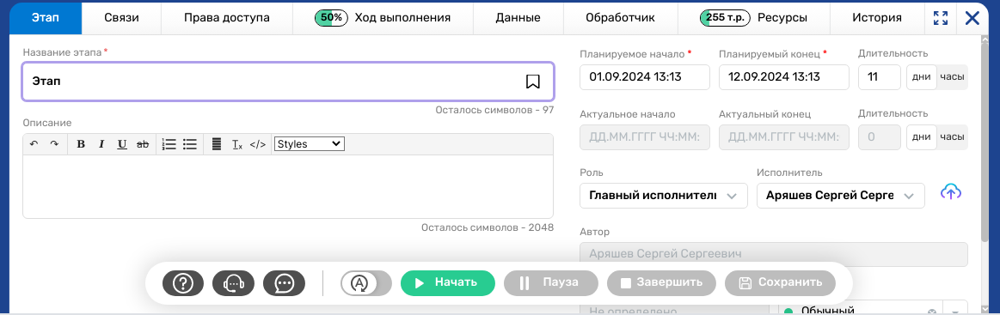 Этап Связи Права доступа 50% Ход выполнения Данные Обработчик 255 т.р. Ресурсы История
Название этапа *
Этап
Осталось символов - 97
Описание
B I U ab Tx </> Styles
Осталось символов - 2048
Планируемое начало * Планируемый конец * Длительность
01.09.2024 13:13 12.09.2024 13:13 11 дни часы
Актуальное начало Актуальный конец Длительность
ДД.ММ.ГГГГ ЧЧ:ММ: ДД.ММ.ГГГГ ЧЧ:ММ: 0 дни часы
Роль Исполнитель
Главный исполнитель Аряшев Сергей Серге
Автор
Аряшев Сергей Сергеевич
A Начать Пауза Завершить Сохранить
Не определено Обычный